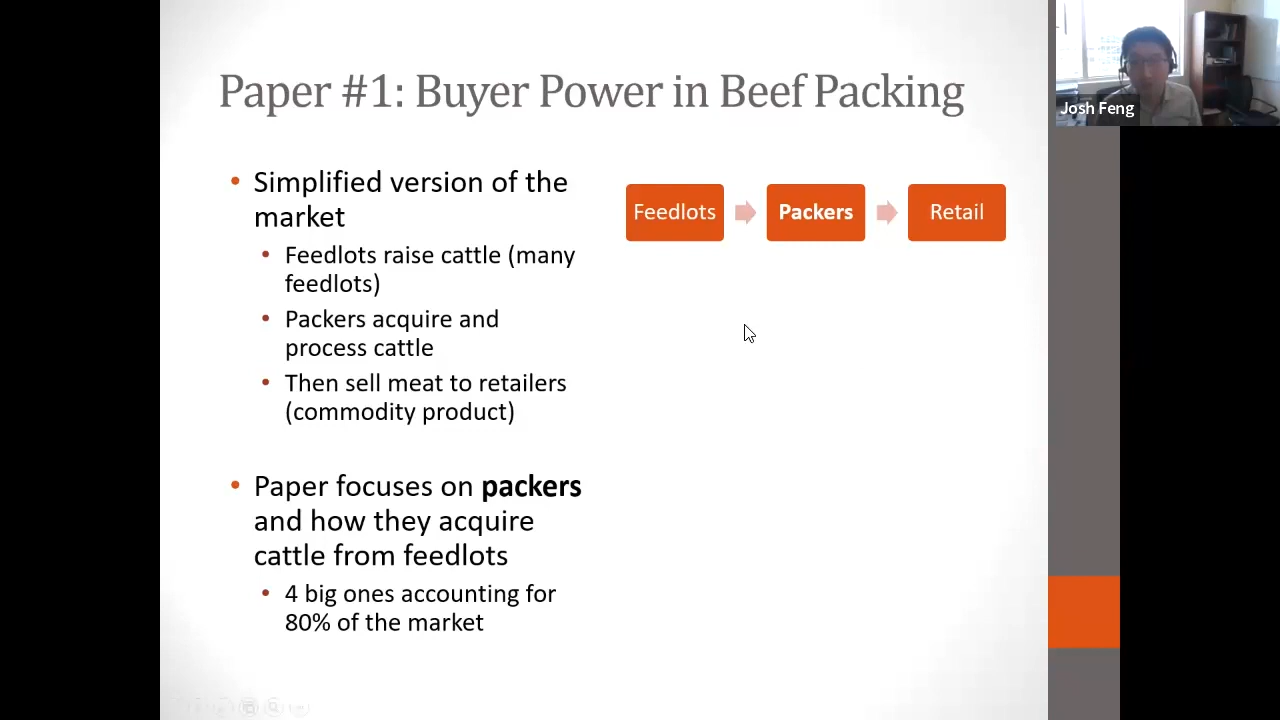 Paper #1: Buyer Power in Beef Packing
• Simplified version of the
market
• Feedlots raise cattle (many
feedlots)
• Packers acquire and
process cattle
• Then sell meat to retailers
(commodity product)
• Paper focuses on packers
and how they acquire
cattle from feedlots
• 4 big ones accounting for
80% of the market
Feedlots
Packers
Retail
Josh Feng